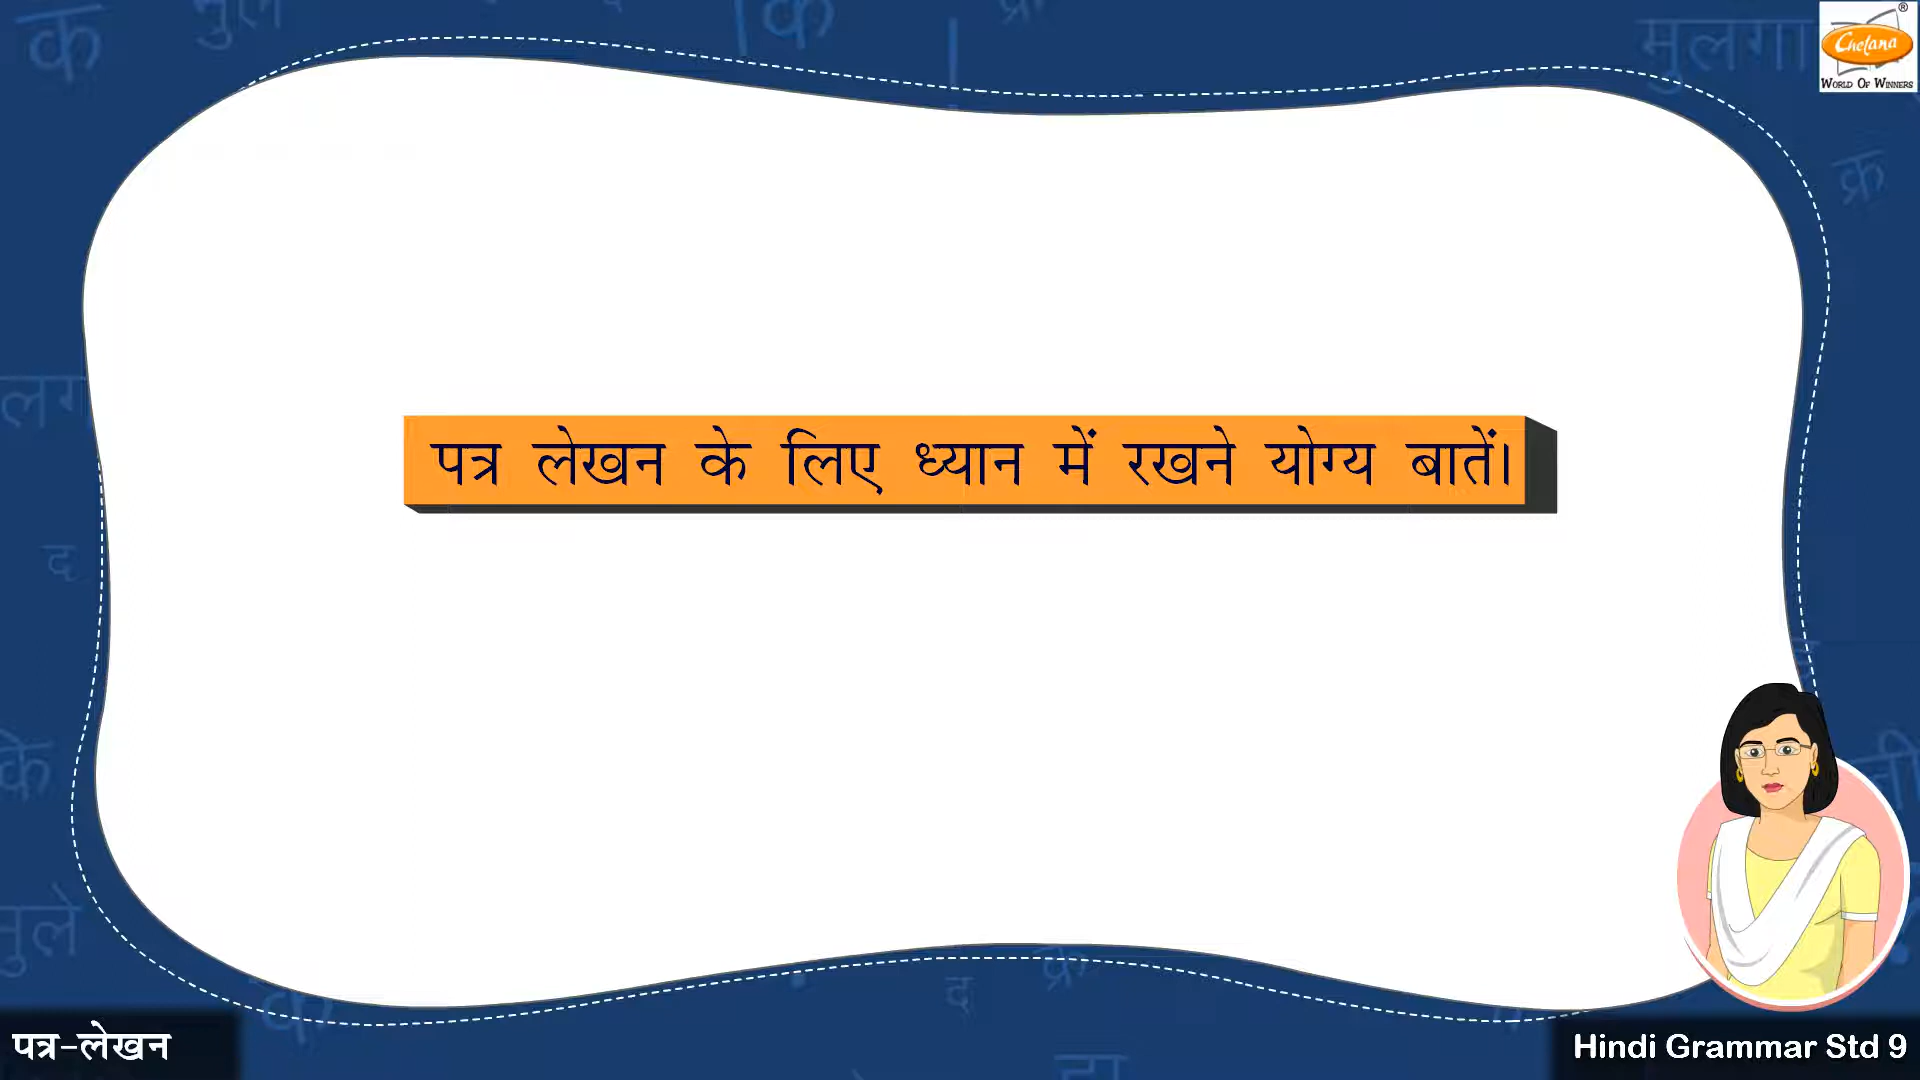 Chetana
®
WORLD OF WINNERS
पत्र लेखन के लिए ध्यान में रखने योग्य बातें।
पत्र-लेखन
Hindi Grammar Std 9